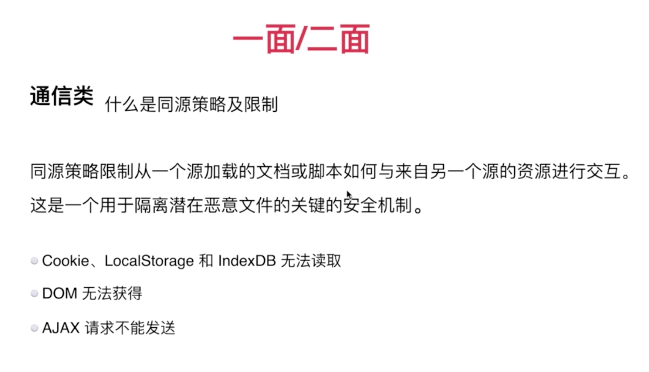 一面/二面
通信类 什么是同源策略及限制
同源策略限制从一个源加载的文档或脚本如何与来自另一个源的资源进行交互。
这是一个用于隔离潜在恶意文件的关键的安全机制。
Cookie、LocalStorage 和 IndexDB 无法读取
DOM 无法获得
AJAX 请求不能发送